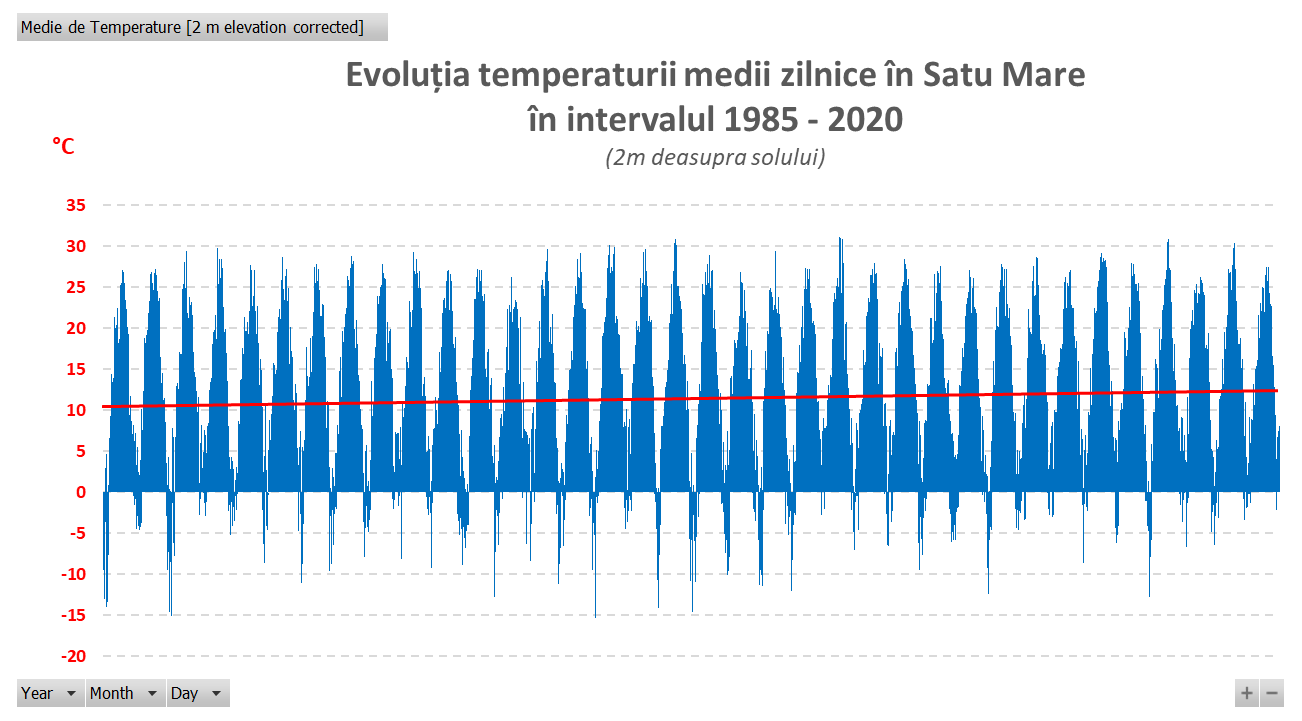 Medie de Temperature [2 m elevation corrected]
Evoluția temperaturii medii zilnice în Satu Mare
în intervalul 1985 - 2020
(2m deasupra solului)
°C
35
30
25
20
15
10
5
0
-5
-10
-15
-20
Year Month Day + −